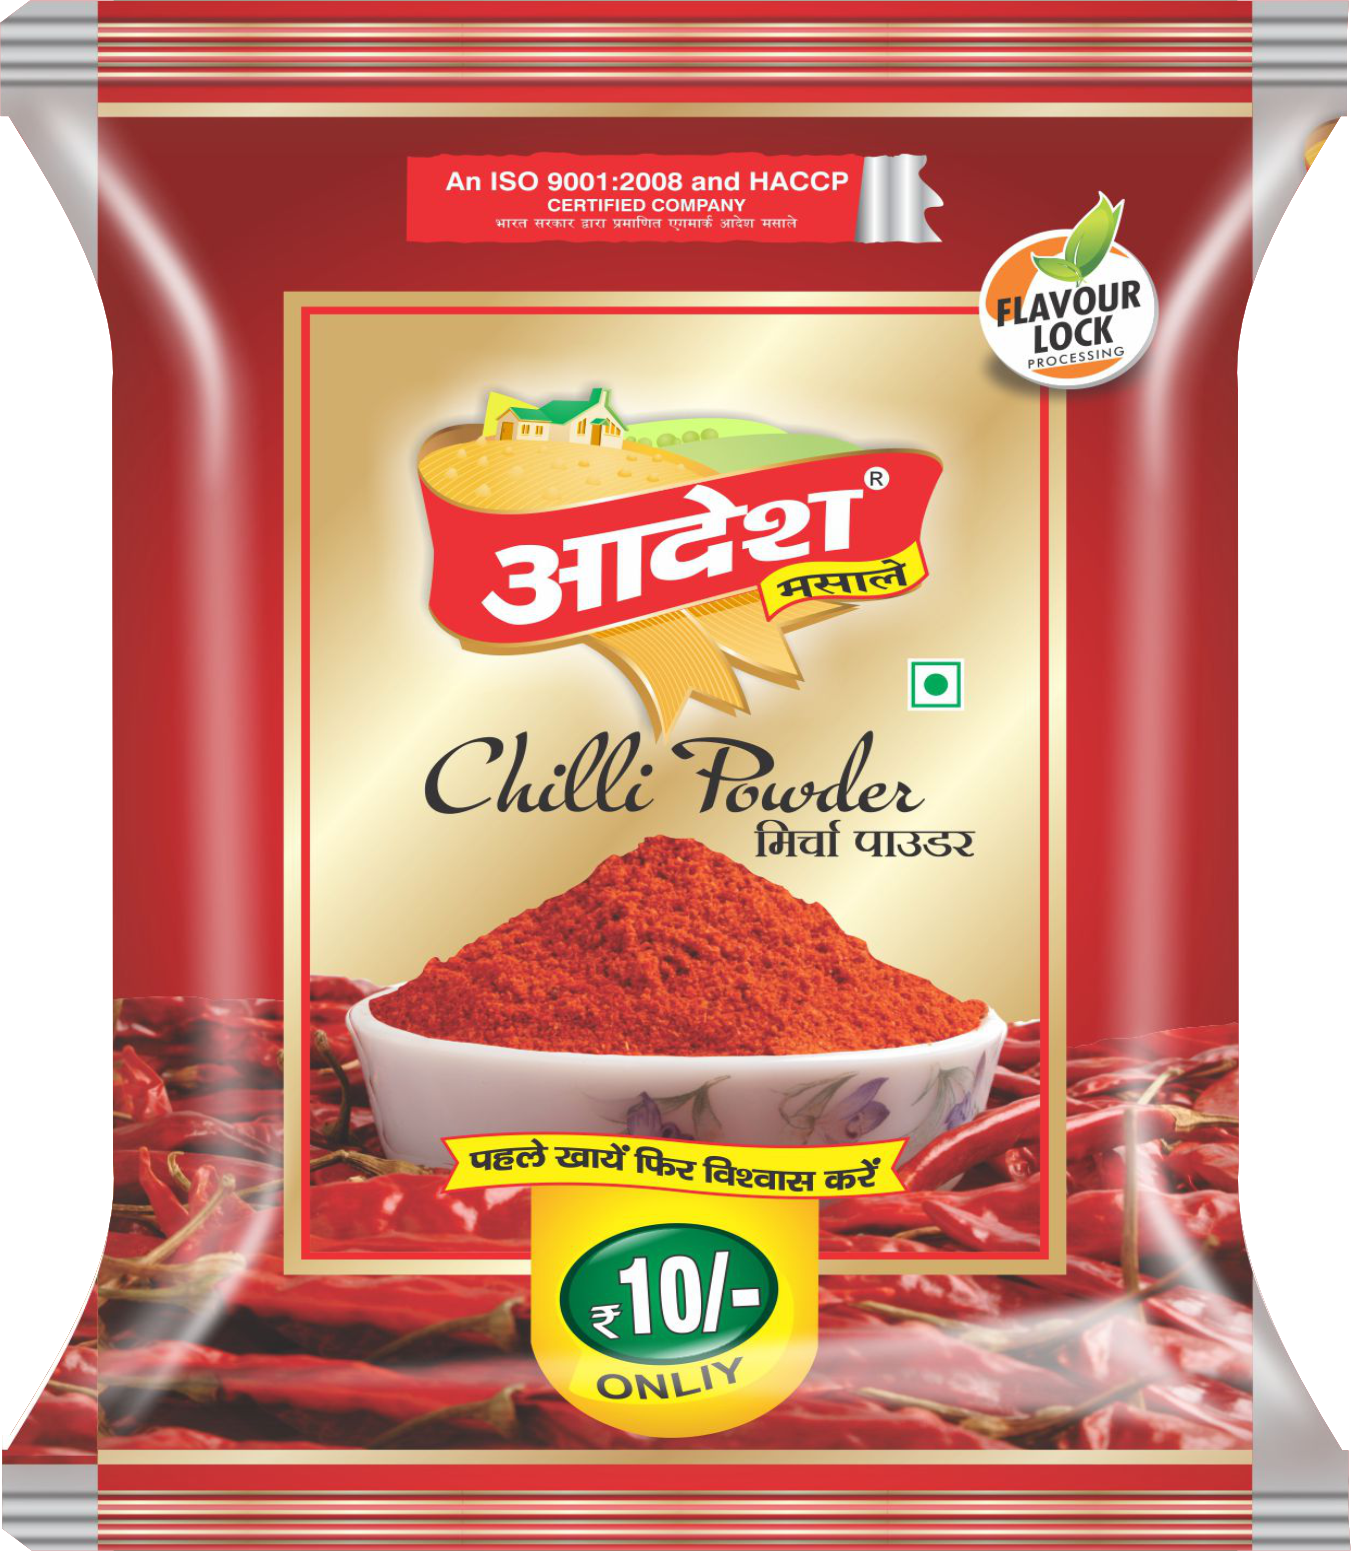 An ISO 9001:2008 and HACCP
CERTIFIED COMPANY
भारत सरकार द्वारा प्रमाणित एगमार्क आदेश मसाले
FLAVOUR
LOCK
PROCESSING
आदेश®
मसाले
Chilli Powder
मिर्चा पाउडर
पहले खायें फिर विश्वास करें
₹10/-
ONLIY